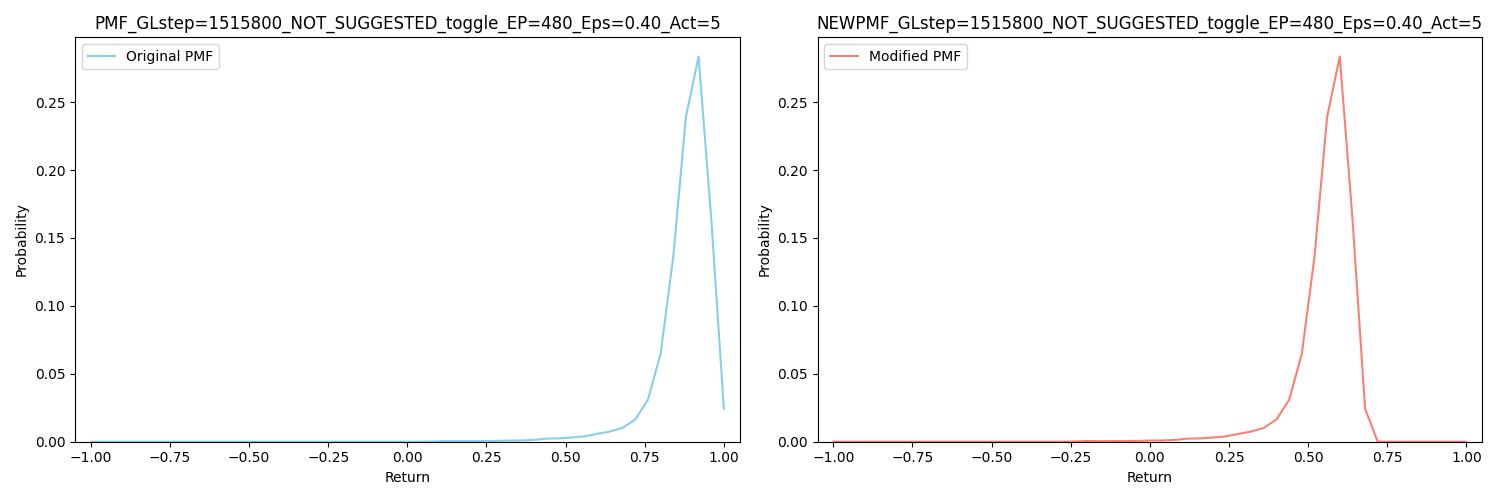 PMF_GLstep=1515800_NOT_SUGGESTED_toggle_EP=480_Eps=0.40_Act=5
Original PMF
Probability
0.25
0.20
0.15
0.10
0.05
0.00
−1.00 −0.75 −0.50 −0.25 0.00 0.25 0.50 0.75 1.00
Return
NEWPMF_GLstep=1515800_NOT_SUGGESTED_toggle_EP=480_Eps=0.40_Act=5
Modified PMF
Probability
0.25
0.20
0.15
0.10
0.05
0.00
−1.00 −0.75 −0.50 −0.25 0.00 0.25 0.50 0.75 1.00
Return